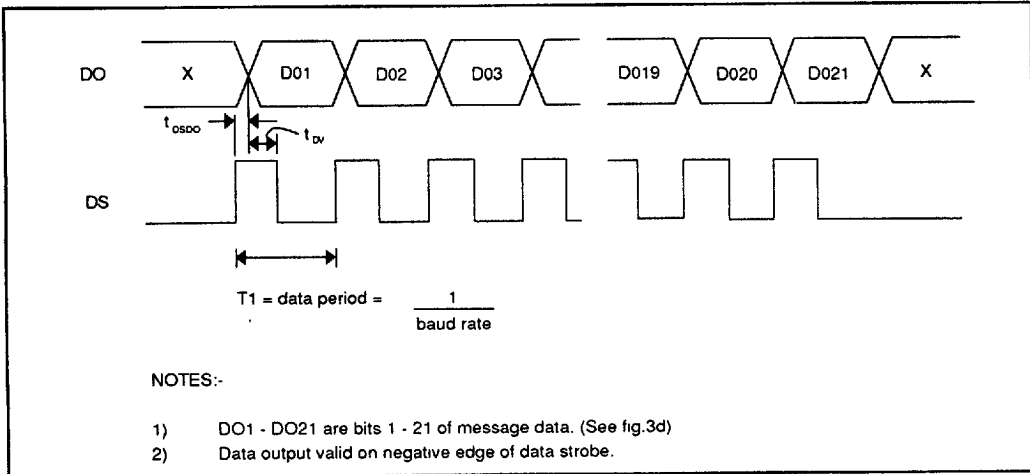 DO X D01 D02 D03 D019 D020 D021 X
tDSDO tDV
DS
T1 = data period = 1
baud rate
NOTES:-
1) DO1 - DO21 are bits 1 - 21 of message data. (See fig.3d)
2) Data output valid on negative edge of data strobe.